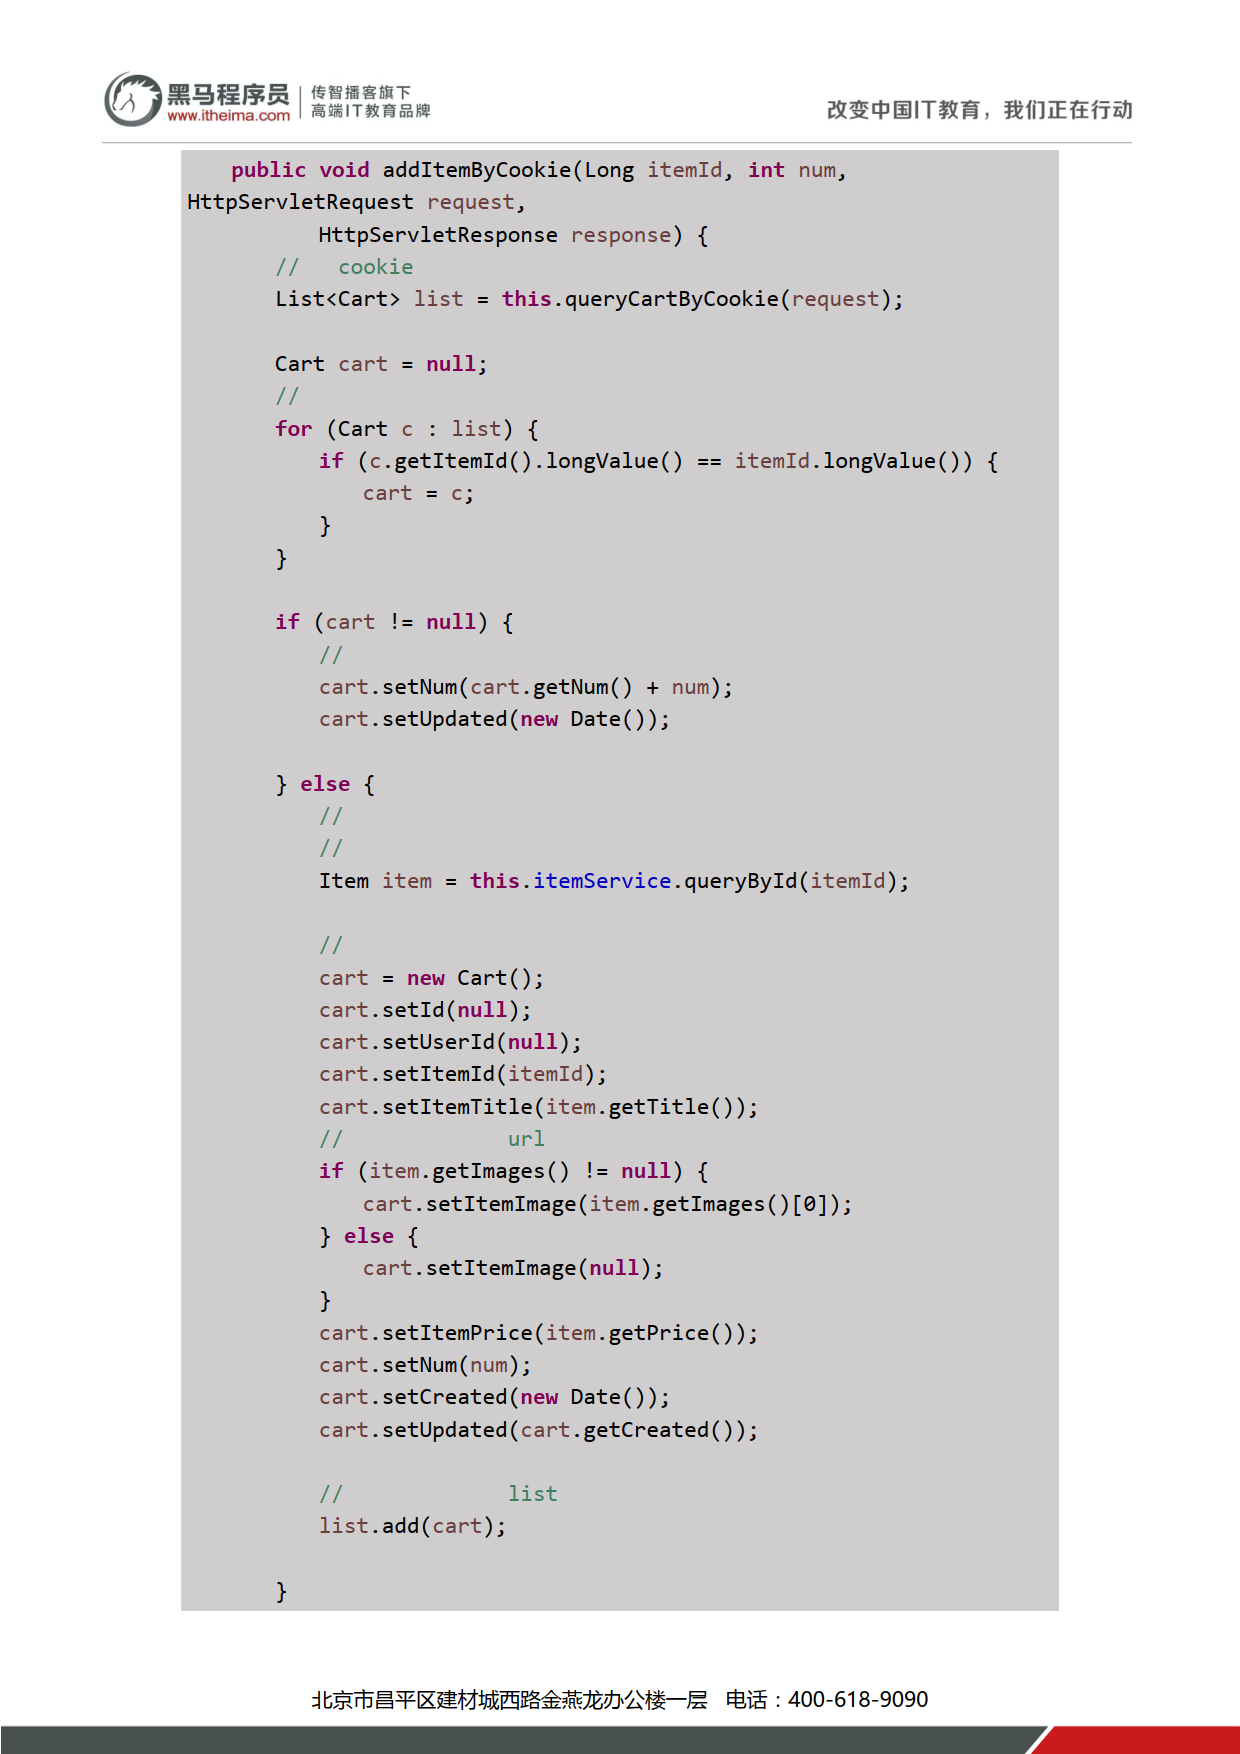 黑马程序员
www.itheima.com
传智播客旗下
高端IT教育品牌
改变中国IT教育，我们正在行动
public void addItemByCookie(Long itemId, int num,
HttpServletRequest request,
HttpServletResponse response) {
// cookie
List<Cart> list = this.queryCartByCookie(request);
Cart cart = null;
//
for (Cart c : list) {
if (c.getItemId().longValue() == itemId.longValue()) {
cart = c;
}
}
if (cart != null) {
//
cart.setNum(cart.getNum() + num);
cart.setUpdated(new Date());
} else {
//
//
Item item = this.itemService.queryById(itemId);
//
cart = new Cart();
cart.setId(null);
cart.setUserId(null);
cart.setItemId(itemId);
cart.setItemTitle(item.getTitle());
// url
if (item.getImages() != null) {
cart.setItemImage(item.getImages()[0]);
} else {
cart.setItemImage(null);
}
cart.setItemPrice(item.getPrice());
cart.setNum(num);
cart.setCreated(new Date());
cart.setUpdated(cart.getCreated());
// list
list.add(cart);
}
北京市昌平区建材城西路金燕龙办公楼一层 电话：400-618-9090